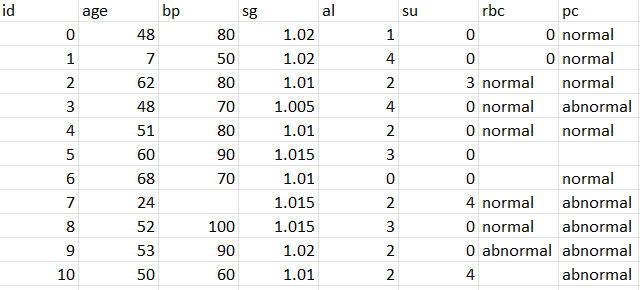 id age bp sg al su rbc pc
0 48 80 1.02 1 0 0 normal
1 7 50 1.02 4 0 0 normal
2 62 80 1.01 2 3 normal normal
3 48 70 1.005 4 0 normal abnormal
4 51 80 1.01 2 0 normal normal
5 60 90 1.015 3 0
6 68 70 1.01 0 0 normal
7 24 1.015 2 4 normal abnormal
8 52 100 1.015 3 0 normal abnormal
9 53 90 1.02 2 0 abnormal abnormal
10 50 60 1.01 2 4 abnormal